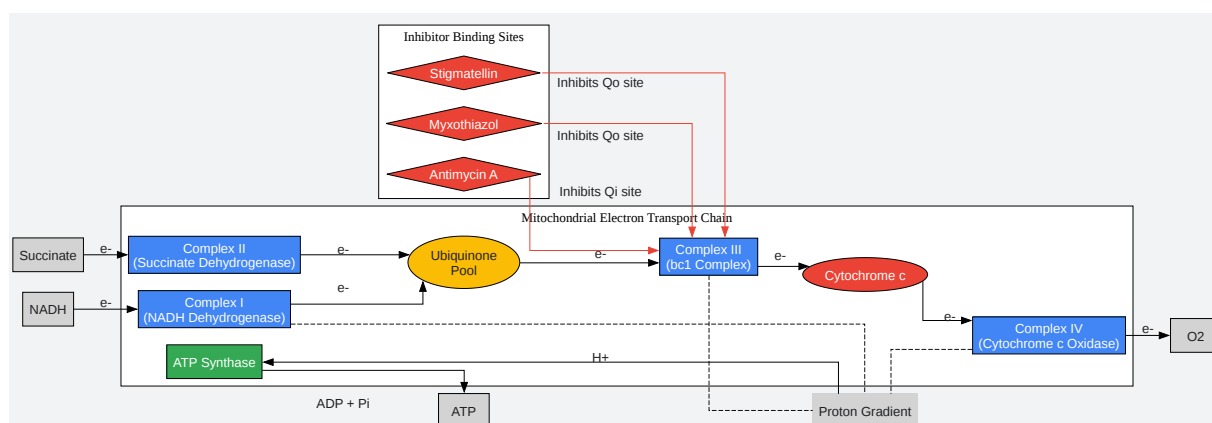 Inhibitor Binding Sites
Stigmatellin
Inhibits Qo site
Myxothiazol
Inhibits Qo site
Antimycin A
Inhibits Qi site
Mitochondrial Electron Transport Chain
Succinate
e-
Complex II
(Succinate Dehydrogenase)
e-
Ubiquinone
Pool
e-
Complex III
(bc1 Complex)
e-
Cytochrome c
NADH
e-
Complex I
(NADH Dehydrogenase)
e-
e-
Complex IV
(Cytochrome c Oxidase)
e-
O2
ATP Synthase
H+
ADP + Pi
ATP
Proton Gradient